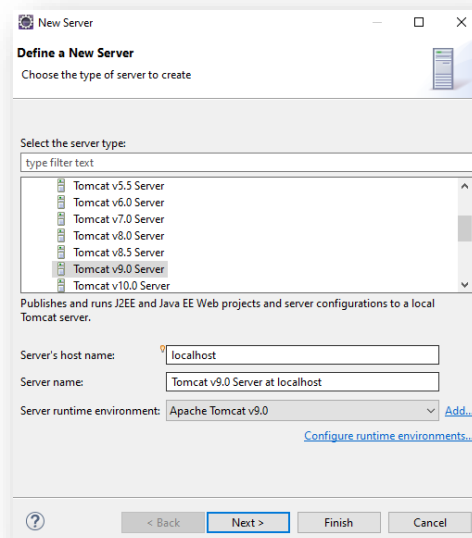 New Server
Define a New Server
Choose the type of server to create
Select the server type:
type filter text
Tomcat v5.5 Server
Tomcat v6.0 Server
Tomcat v7.0 Server
Tomcat v8.0 Server
Tomcat v8.5 Server
Tomcat v9.0 Server
Tomcat v10.0 Server
Publishes and runs J2EE and Java EE Web projects and server configurations to a local
Tomcat server.
Server's host name: localhost
Server name: Tomcat v9.0 Server at localhost
Server runtime environment: Apache Tomcat v9.0 Add...
Configure runtime environments...
? < Back Next > Finish Cancel